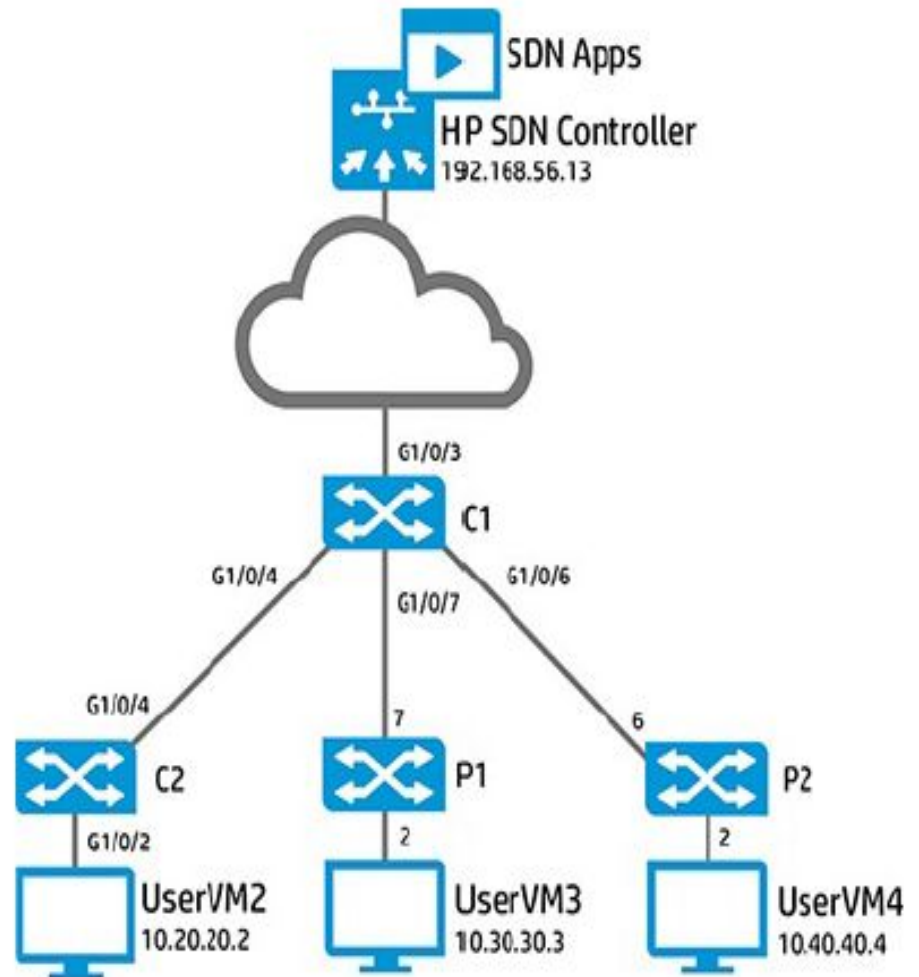 SDN Apps
HP SDN Controller
192.168.56.13
G1/0/3
C1
G1/0/4
G1/0/7
G1/0/6
G1/0/4
7
6
C2
P1
P2
G1/0/2
2
2
UserVM2
10.20.20.2
UserVM3
10.30.30.3
UserVM4
10.40.40.4